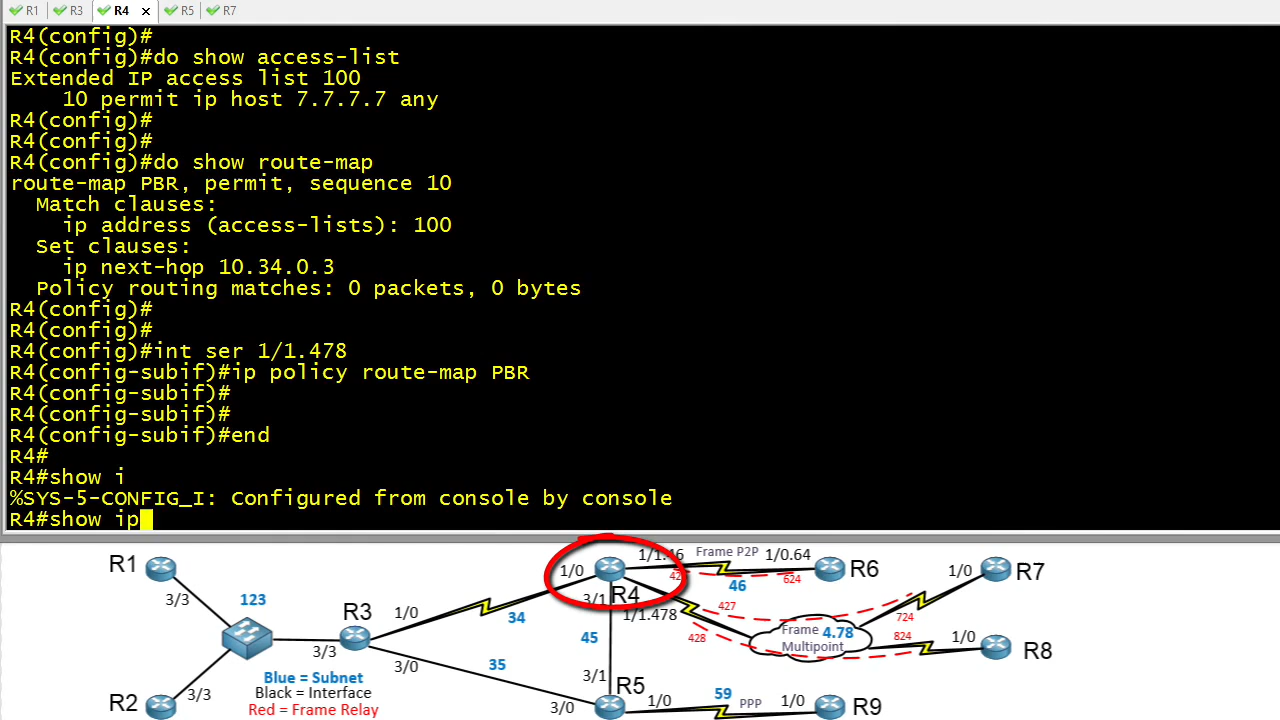 R1 R3 R4 × R5 R7
R4(config)#
R4(config)#do show access-list
Extended IP access list 100
10 permit ip host 7.7.7.7 any
R4(config)#
R4(config)#
R4(config)#do show route-map
route-map PBR, permit, sequence 10
Match clauses:
ip address (access-lists): 100
Set clauses:
ip next-hop 10.34.0.3
Policy routing matches: 0 packets, 0 bytes
R4(config)#
R4(config)#
R4(config)#int ser 1/1.478
R4(config-subif)#ip policy route-map PBR
R4(config-subif)#
R4(config-subif)#
R4(config-subif)#end
R4#
R4#show i
%SYS-5-CONFIG_I: Configured from console by console
R4#show ip
R1
3/3
123
R2
3/3
3/3
R3
1/0
3/0
34
35
Blue = Subnet
Black = Interface
Red = Frame Relay
1/0
R4
3/1
1/1.46
Frame P2P
1/0.64
624
46
R6
1/1.478
427
428
Frame
Multipoint
4.78
724
824
1/0
R7
1/0
R8
45
3/1
R5
3/0
1/0
59
PPP
1/0
R9